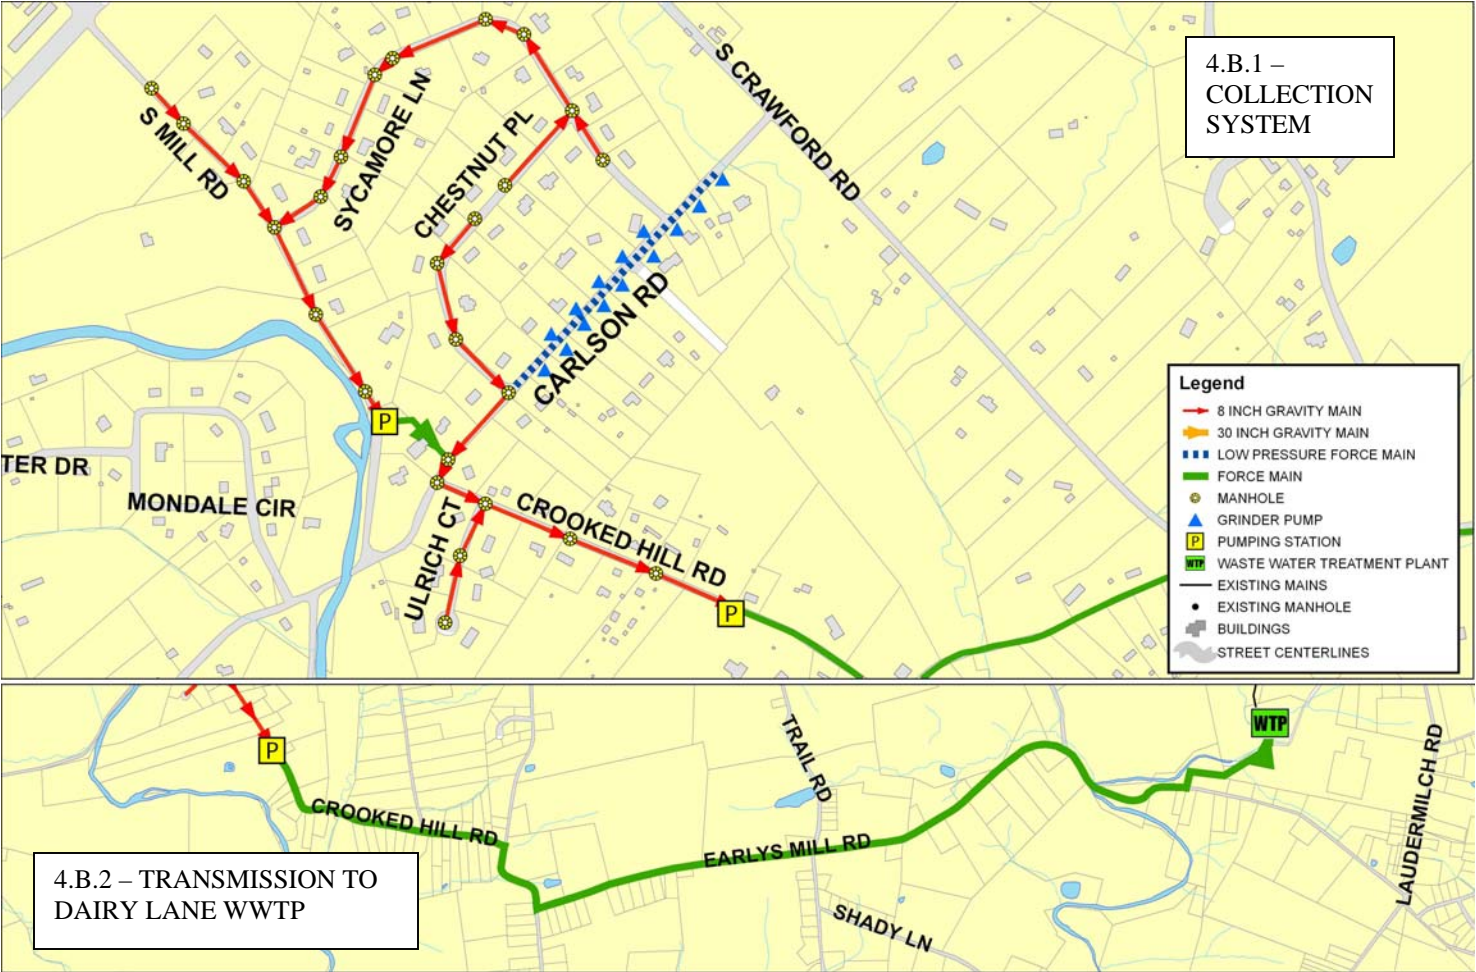 4.B.1 –
COLLECTION
SYSTEM
S CRAWFORD RD
S MILL RD
SYCAMORE LN
CHESTNUT PL
CARLSON RD
TER DR
MONDALE CIR
P
ULRICH CT
CROOKED HILL RD
P
Legend
8 INCH GRAVITY MAIN
30 INCH GRAVITY MAIN
LOW PRESSURE FORCE MAIN
FORCE MAIN
MANHOLE
GRINDER PUMP
P PUMPING STATION
WTP WASTE WATER TREATMENT PLANT
EXISTING MAINS
EXISTING MANHOLE
BUILDINGS
STREET CENTERLINES
P
CROOKED HILL RD
TRAIL RD
EARLYS MILL RD
SHADY LN
WTP
LAUDERMILCH RD
4.B.2 – TRANSMISSION TO
DAIRY LANE WWTP